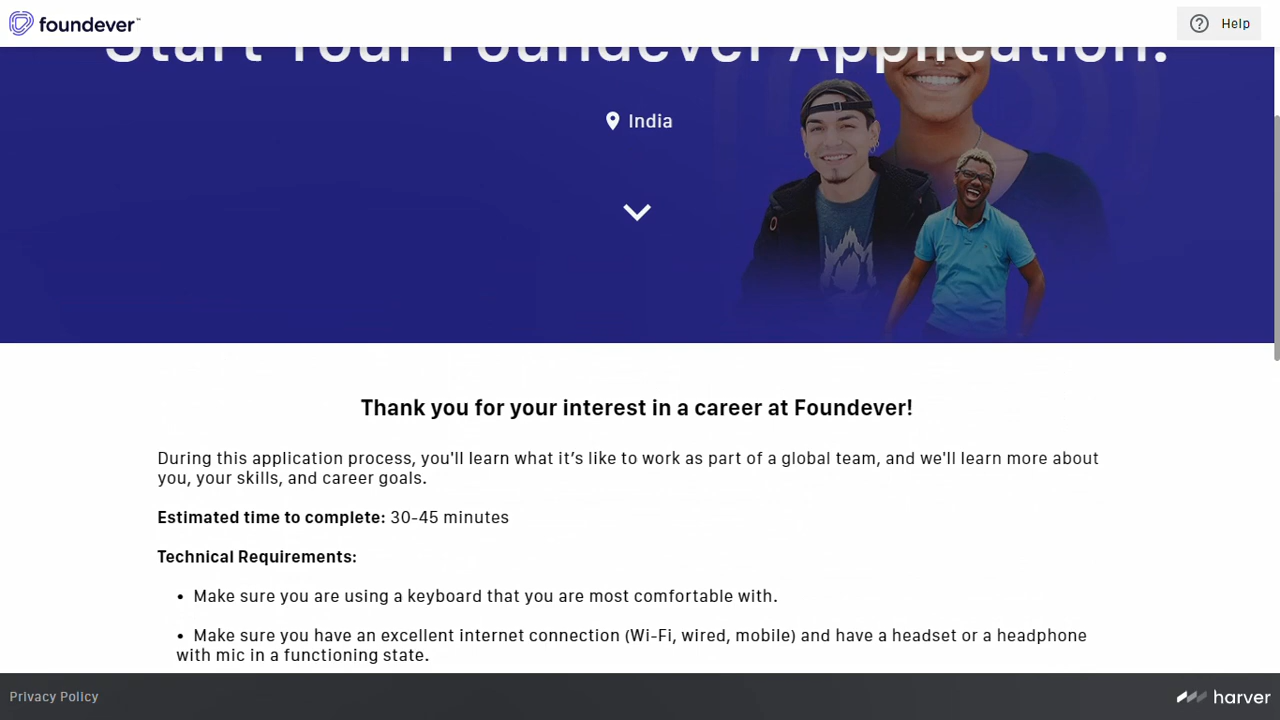 foundever™
Help
Start Your Foundever Application!
India
Thank you for your interest in a career at Foundever!
During this application process, you'll learn what it’s like to work as part of a global team, and we'll learn more about
you, your skills, and career goals.
Estimated time to complete: 30-45 minutes
Technical Requirements:
• Make sure you are using a keyboard that you are most comfortable with.
• Make sure you have an excellent internet connection (Wi-Fi, wired, mobile) and have a headset or a headphone
with mic in a functioning state.
Privacy Policy
harver